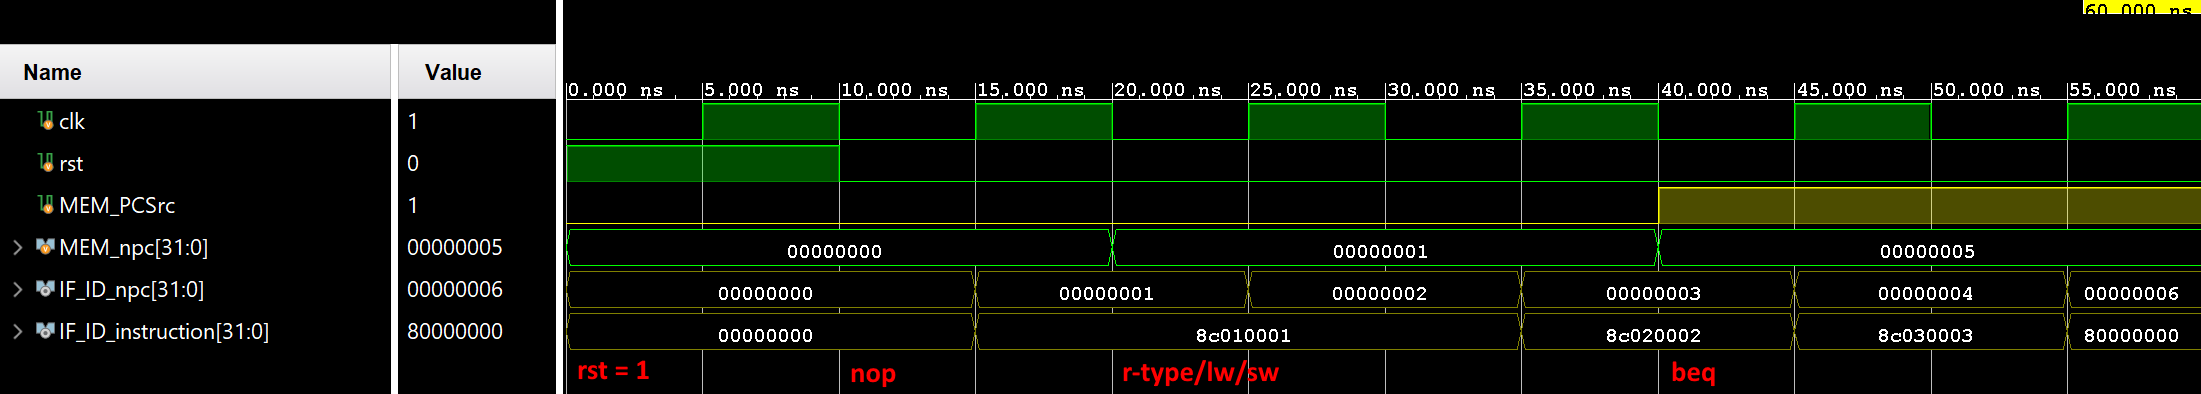 60.000 ns
Name Value
0.000 ns 5.000 ns 10.000 ns 15.000 ns 20.000 ns 25.000 ns 30.000 ns 35.000 ns 40.000 ns 45.000 ns 50.000 ns 55.000 ns
clk 1
rst 0
MEM_PCSrc 1
MEM_npc[31:0] 00000005 00000000 00000001 00000005
IF_ID_npc[31:0] 00000006 00000000 00000001 00000002 00000003 00000004 00000006
IF_ID_instruction[31:0] 80000000 00000000 8c010001 8c020002 8c030003 80000000
rst = 1 nop r-type/lw/sw beq